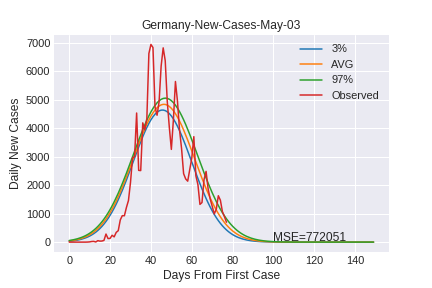 Germany-New-Cases-May-03
7000
6000
5000
4000
3000
2000
1000
0
Daily New Cases
3%
AVG
97%
Observed
MSE=772051
0 20 40 60 80 100 120 140
Days From First Case